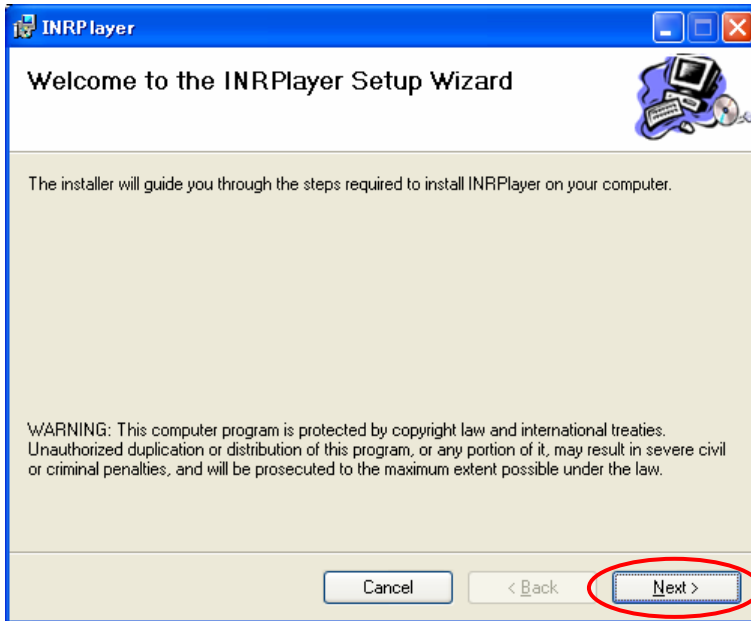 INRPlayer
Welcome to the INRPlayer Setup Wizard
The installer will guide you through the steps required to install INRPlayer on your computer.
WARNING: This computer program is protected by copyright law and international treaties.
Unauthorized duplication or distribution of this program, or any portion of it, may result in severe civil
or criminal penalties, and will be prosecuted to the maximum extent possible under the law.
Cancel < Back Next >